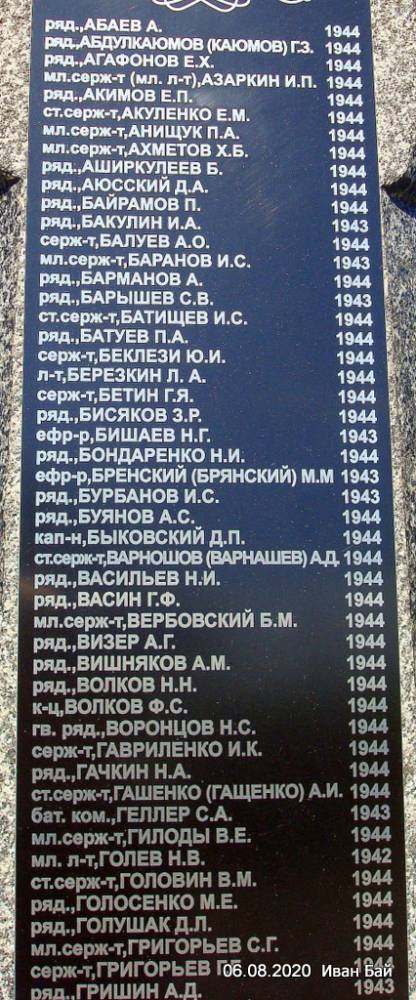 ряд.,АБАЕВ А. 1944
ряд.,АБДУЛКАЮМОВ (КАЮМОВ) Г.З. 1944
ряд.,АГАФОНОВ Е.Х. 1944
мл.серж-т (мл. л-т),АЗАРКИН И.П. 1944
ряд.,АКИМОВ Е.П. 1944
ст.серж-т,АКУЛЕНКО Е.М. 1944
мл.серж-т,АНИЩУК П.А. 1944
мл.серж-т,АХМЕТОВ Х.Б. 1944
ряд.,АШИРКУЛЕЕВ Б. 1944
ряд.,АЮССКИЙ Д.А. 1944
ряд.,БАЙРАМОВ П. 1944
ряд.,БАКУЛИН И.А. 1943
серж-т,БАЛУЕВ А.О. 1944
мл.серж-т,БАРАНОВ И.С. 1943
ряд.,БАРМАНОВ А. 1944
ряд.,БАРЫШЕВ С.В. 1943
ст.серж-т,БАТИЩЕВ И.С. 1944
ряд.,БАТУЕВ П.А. 1944
серж-т,БЕКЛЕЗИ Ю.И. 1944
л-т,БЕРЕЗКИН Л. А. 1944
серж-т,БЕТИН Г.Я. 1944
ряд.,БИСЯКОВ З.Р. 1944
ефр-р,БИШАЕВ Н.Г. 1943
ряд.,БОНДАРЕНКО Н.И. 1944
ефр-р,БРЕНСКИЙ (БРЯНСКИЙ) М.М 1943
ряд.,БУРБАНОВ И.С. 1943
ряд.,БУЯНОВ А.С. 1944
кап-н,БЫКОВСКИЙ Д.П. 1944
ст.серж-т,ВАРНОШОВ (ВАРНАШЕВ) А.Д. 1944
ряд.,ВАСИЛЬЕВ Н.И. 1944
ряд.,ВАСИН Г.Ф. 1944
мл.серж-т,ВЕРБОВСКИЙ Б.М. 1944
ряд.,ВИЗЕР А.Г. 1944
ряд.,ВИШНЯКОВ А.М. 1944
ряд.,ВОЛКОВ Н.Н. 1944
к-ц,ВОЛКОВ Ф.С. 1944
гв. ряд.,ВОРОНЦОВ Н.С. 1944
серж-т,ГАВРИЛЕНКО И.К. 1944
ряд.,ГАЧКИН Н.А. 1944
ст.серж-т,ГАШЕНКО (ГАЩЕНКО) А.И. 1944
бат. ком.,ГЕЛЛЕР С.А. 1943
мл.серж-т,ГИЛОДЫ В.Е. 1944
мл. л-т,ГОЛЕВ Н.В. 1942
ст.серж-т,ГОЛОВИН В.М. 1944
ряд.,ГОЛОСЕНКО М.Е. 1944
ряд.,ГОЛУШАК Д.Л. 1944
мл.серж-т,ГРИГОРЬЕВ С.Г. 1944
серж-т,ГРИГОРЬЕВ 1944
ряд.,ГРИШИН А.Д. 1943
06.08.2020 Иван Бай